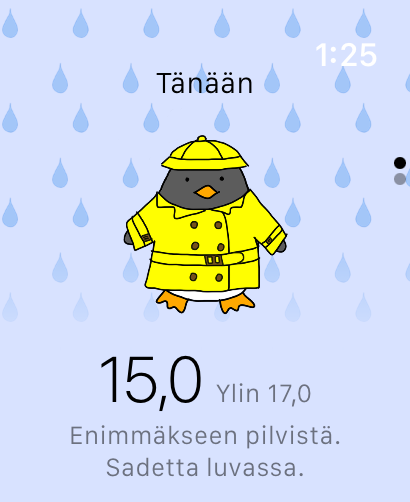 1:25
Tänään
15,0 Ylin 17,0
Enimmäkseen pilvistä.
Sadetta luvassa.